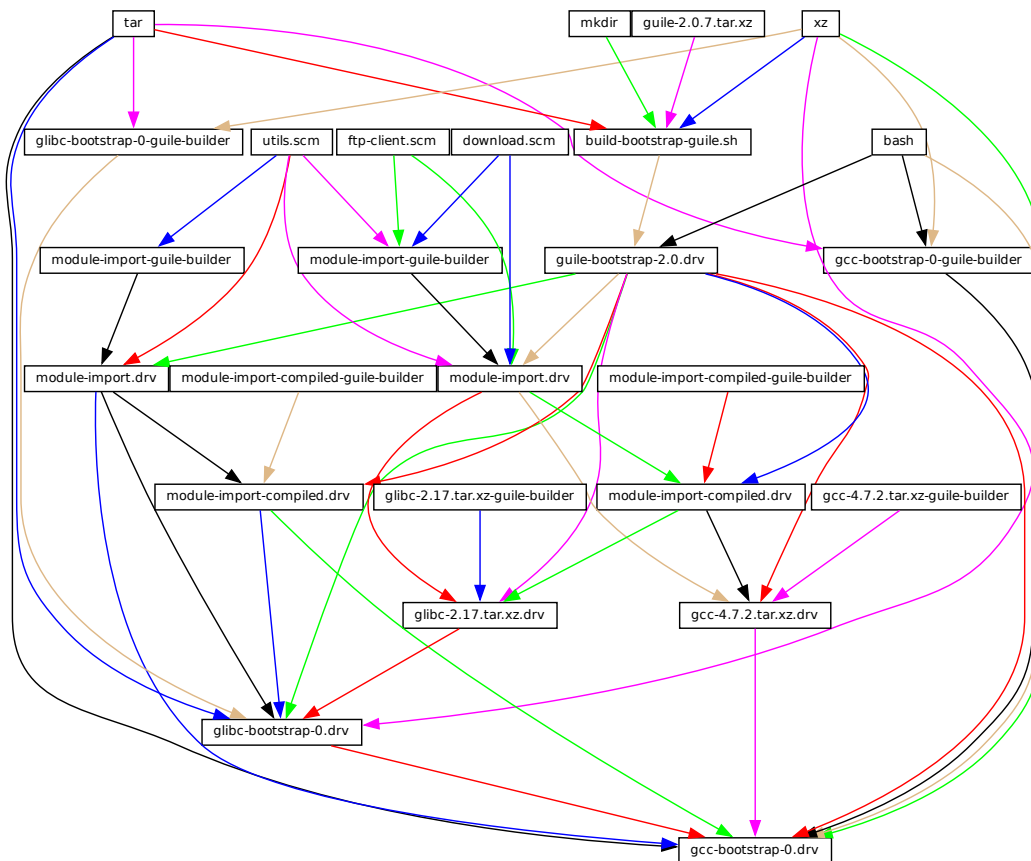 tar
mkdir
guile-2.0.7.tar.xz
xz
glibc-bootstrap-0-guile-builder
utils.scm
ftp-client.scm
download.scm
build-bootstrap-guile.sh
bash
module-import-guile-builder
module-import-guile-builder
guile-bootstrap-2.0.drv
gcc-bootstrap-0-guile-builder
module-import.drv
module-import-compiled-guile-builder
module-import.drv
module-import-compiled-guile-builder
module-import-compiled.drv
glibc-2.17.tar.xz-guile-builder
module-import-compiled.drv
gcc-4.7.2.tar.xz-guile-builder
glibc-2.17.tar.xz.drv
gcc-4.7.2.tar.xz.drv
glibc-bootstrap-0.drv
gcc-bootstrap-0.drv